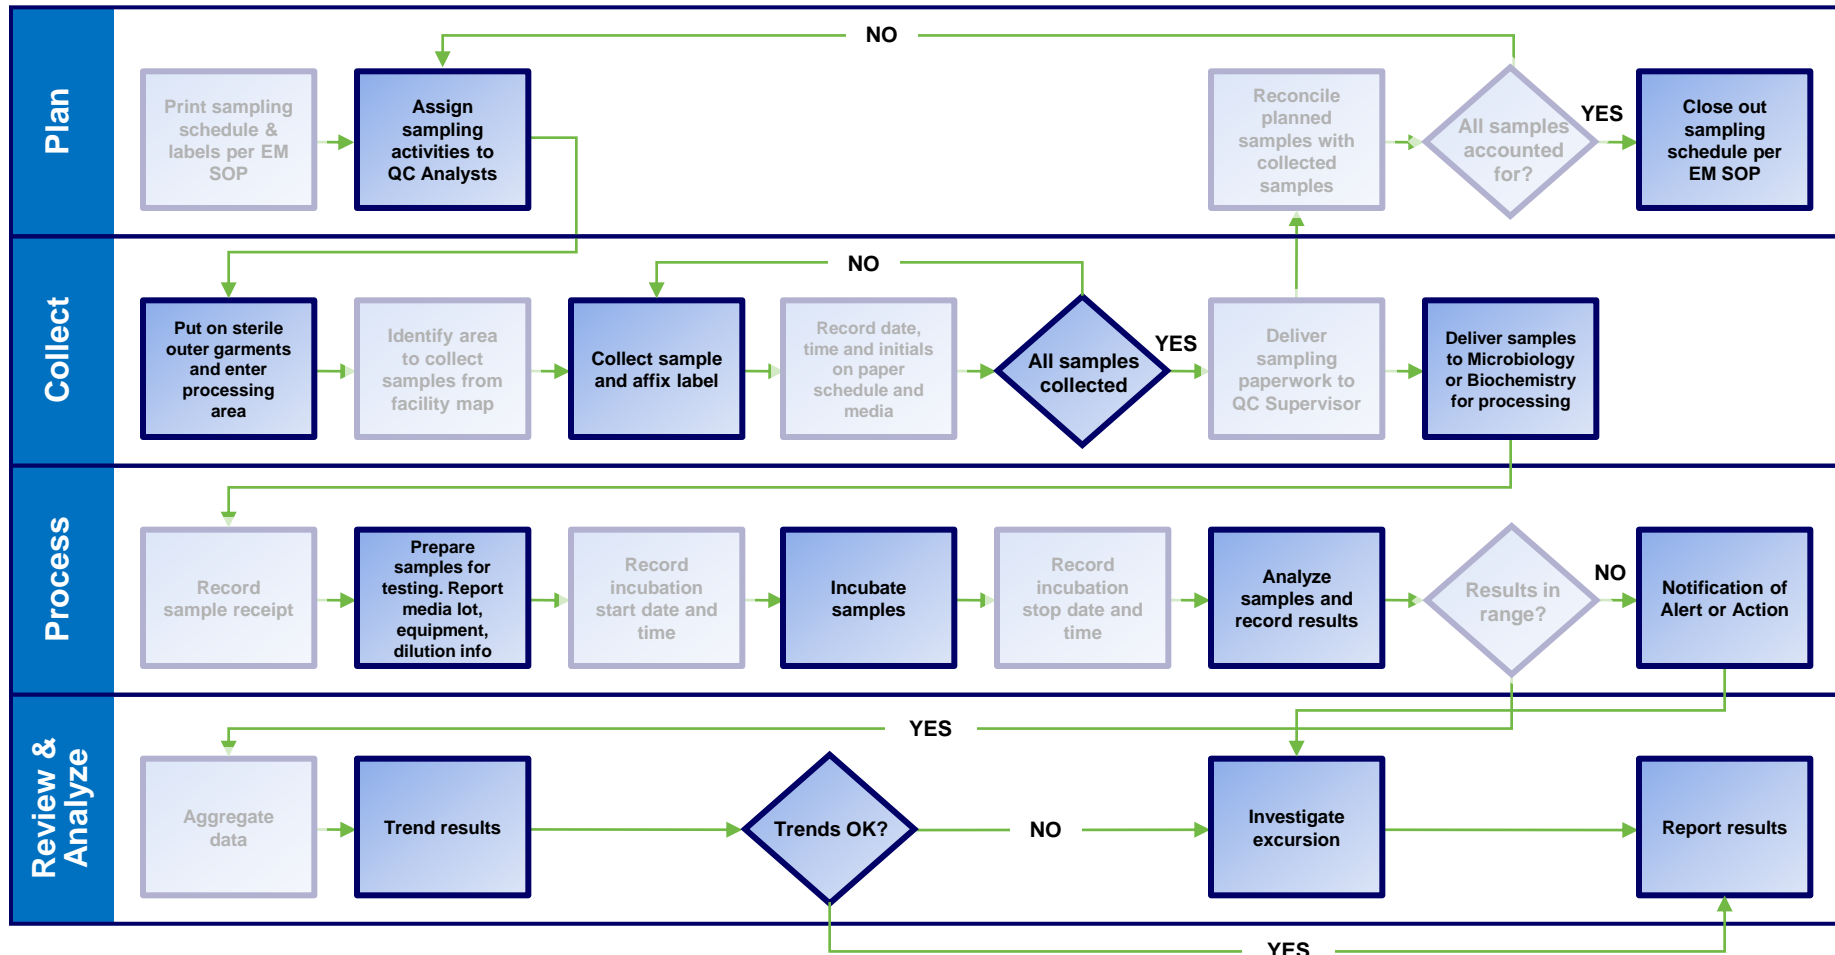 Plan
NO
Print sampling
schedule &
labels per EM
SOP
Assign
sampling
activities to
QC Analysts
Reconcile
planned
samples with
collected
samples
All samples
accounted
for?
YES
Close out
sampling
schedule per
EM SOP
Collect
NO
Put on sterile
outer garments
and enter
processing
area
Identify area
to collect
samples from
facility map
Collect sample
and affix label
Record date,
time and initials
on paper
schedule and
media
All samples
collected
YES
Deliver
sampling
paperwork to
QC Supervisor
Deliver samples
to Microbiology
or Biochemistry
for processing
Process
Record
sample receipt
Prepare
samples for
testing. Report
media lot,
equipment,
dilution info
Record
incubation
start date and
time
Incubate
samples
Record
incubation
stop date and
time
Analyze
samples and
record results
Results in
range?
NO
Notification of
Alert or Action
Review &
Analyze
YES
Aggregate
data
Trend results
Trends OK?
NO
Investigate
excursion
Report results
YES